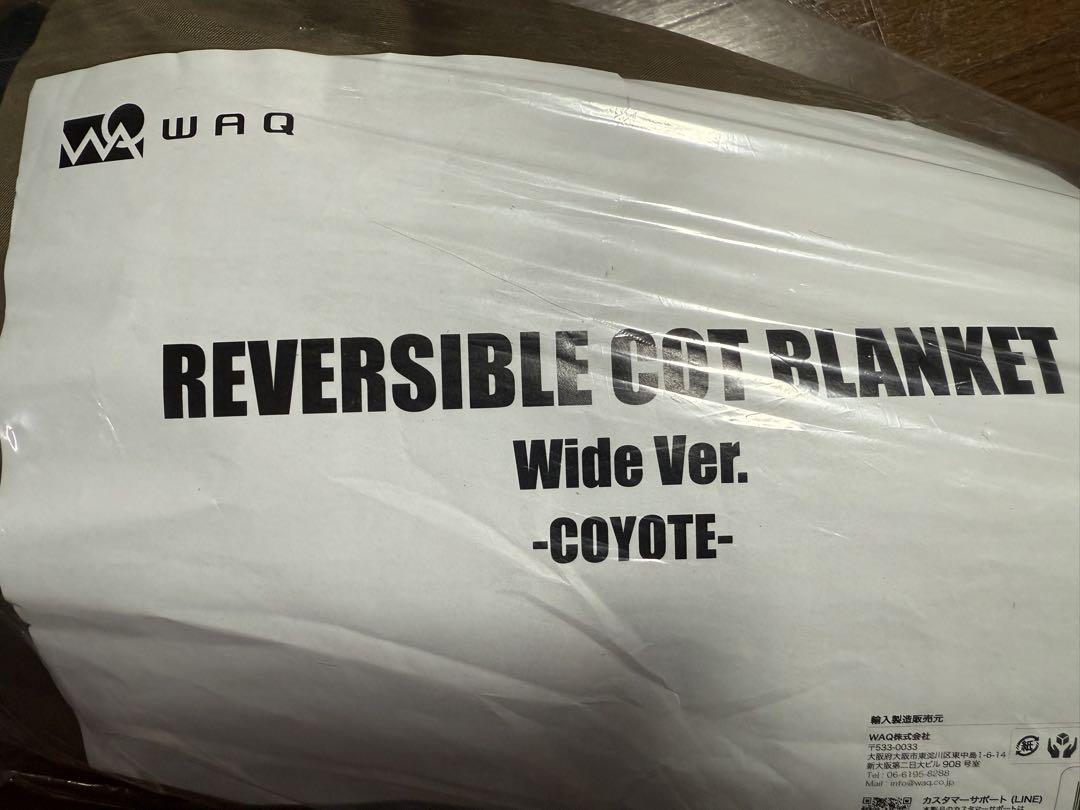 WAQ
REVERSIBLE COT BLANKET
Wide Ver.
-COYOTE-
輸入製造販売元
WAQ株式会社
〒533-0033
大阪府大阪市東淀川区東中島1-6-14
新大阪第二日大ビル 908 号室
Tel : 06-6195-8288
Mail : info@waq.co.jp
紙
カスタマーサポート (LINE)